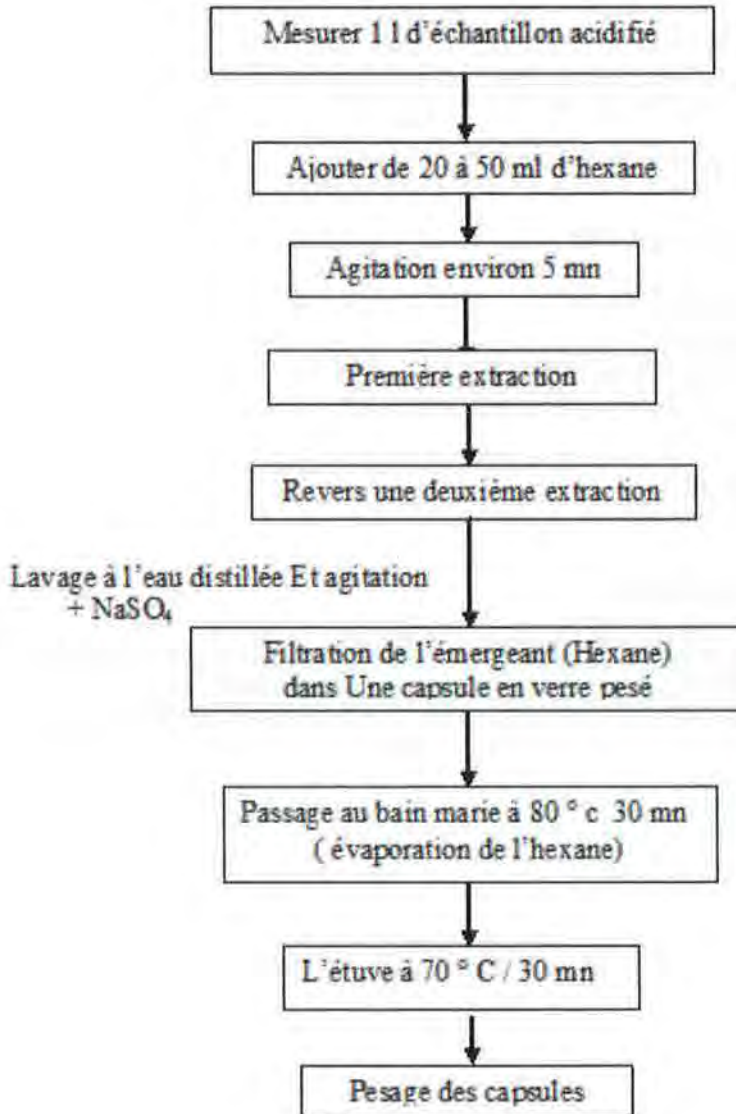 Mesurer 1 l d'échantillon acidifié
Ajouter de 20 à 50 ml d'hexane
Agitation environ 5 mn
Première extraction
Revers une deuxième extraction
Lavage à l'eau distillée Et agitation
+ NaSO₄
Filtration de l'émergeant (Hexane)
dans Une capsule en verre pesé
Passage au bain marie à 80 ° c 30 mn
( évaporation de l'hexane)
L'étuve à 70 ° C / 30 mn
Pesage des capsules